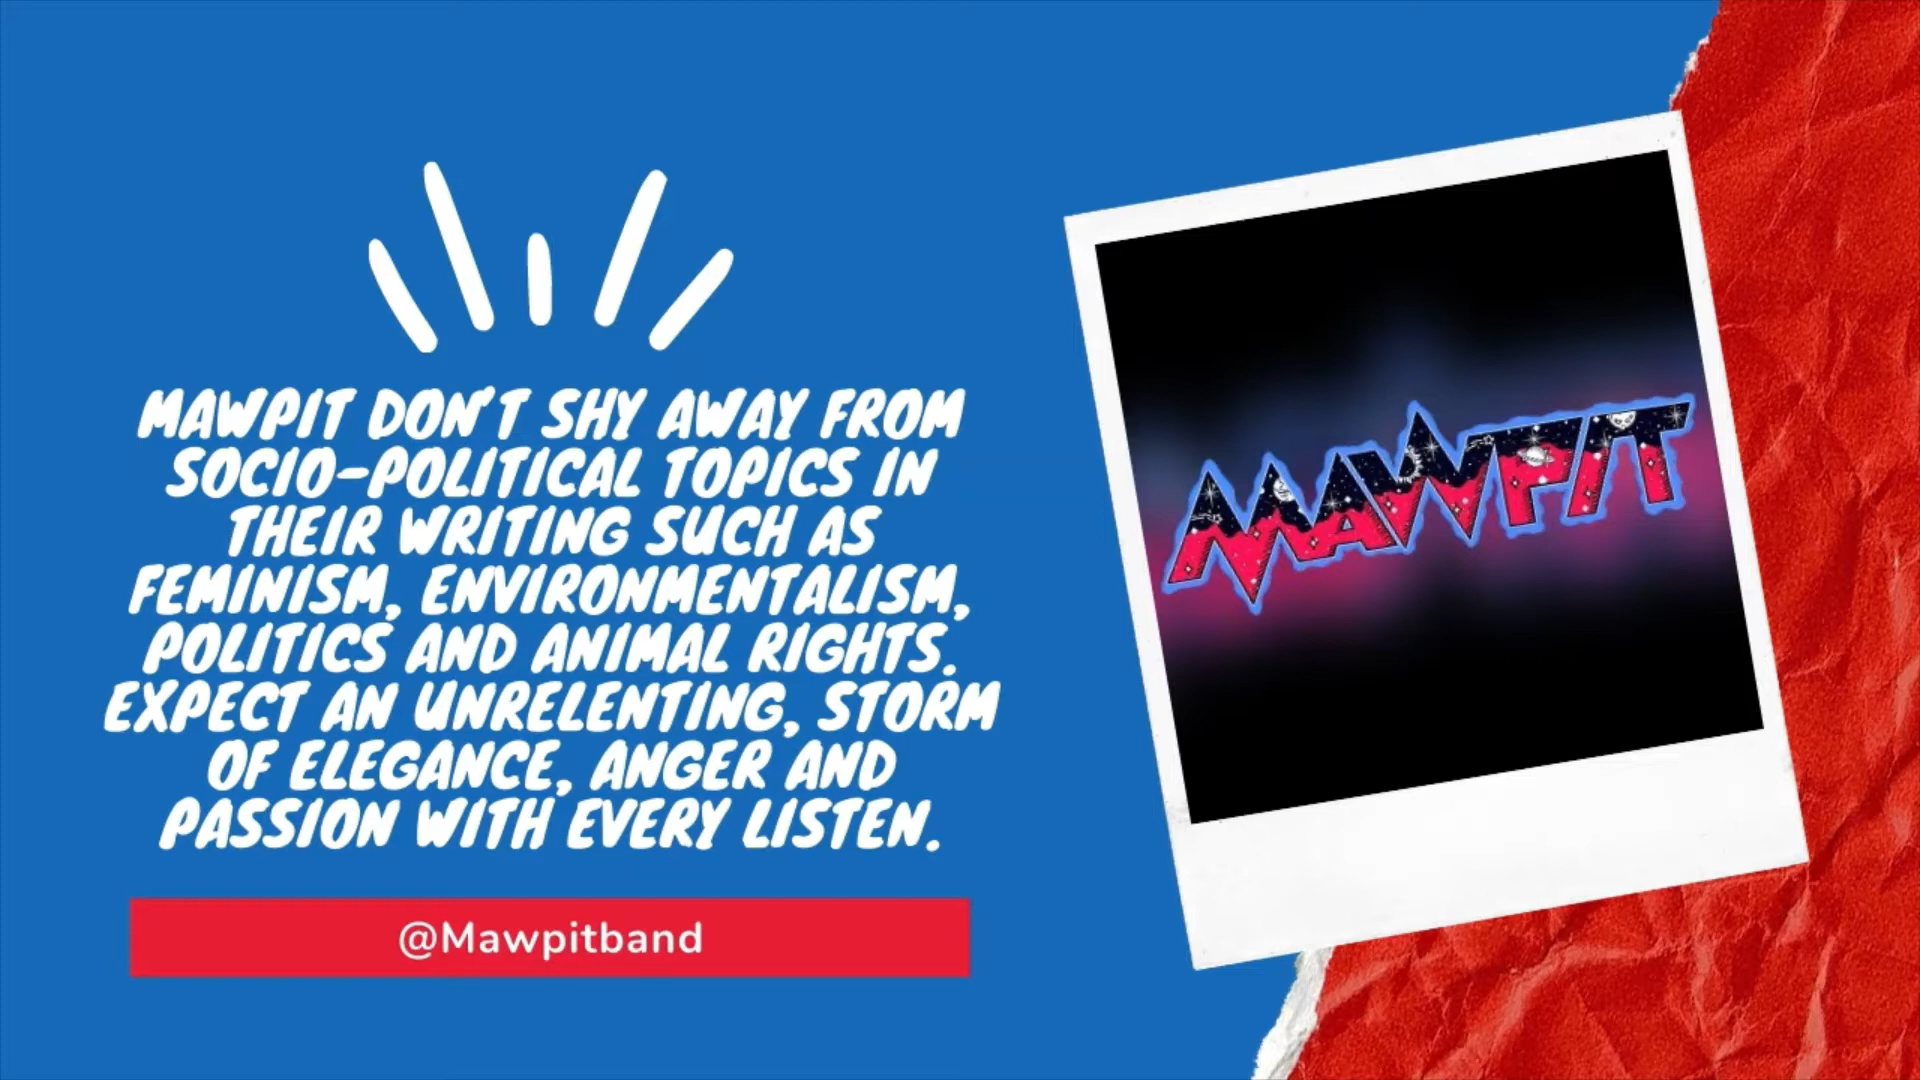 MAWPIT DON'T SHY AWAY FROM
SOCIO-POLITICAL TOPICS IN
THEIR WRITING SUCH AS
FEMINISM, ENVIRONMENTALISM,
POLITICS AND ANIMAL RIGHTS.
EXPECT AN UNRELENTING, STORM
OF ELEGANCE, ANGER AND
PASSION WITH EVERY LISTEN.
@Mawpitband
MAWPIT